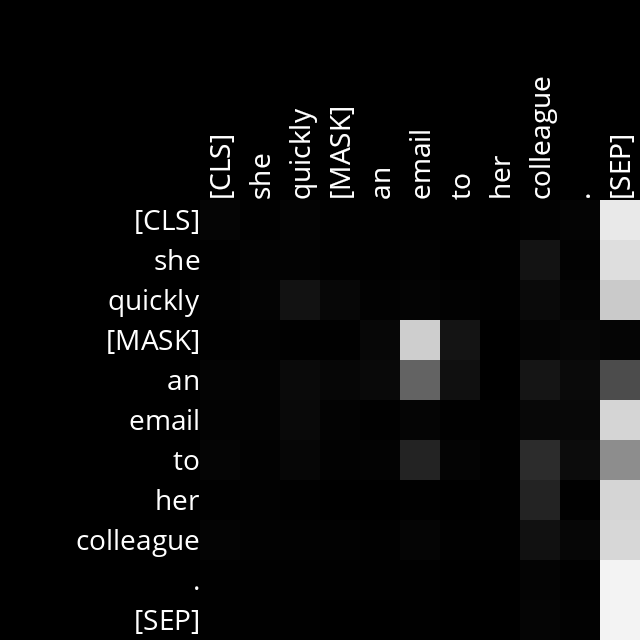 [CLS] she quickly [MASK] an email to her colleague . [SEP]
[CLS]
she
quickly
[MASK]
an
email
to
her
colleague
.
[SEP]